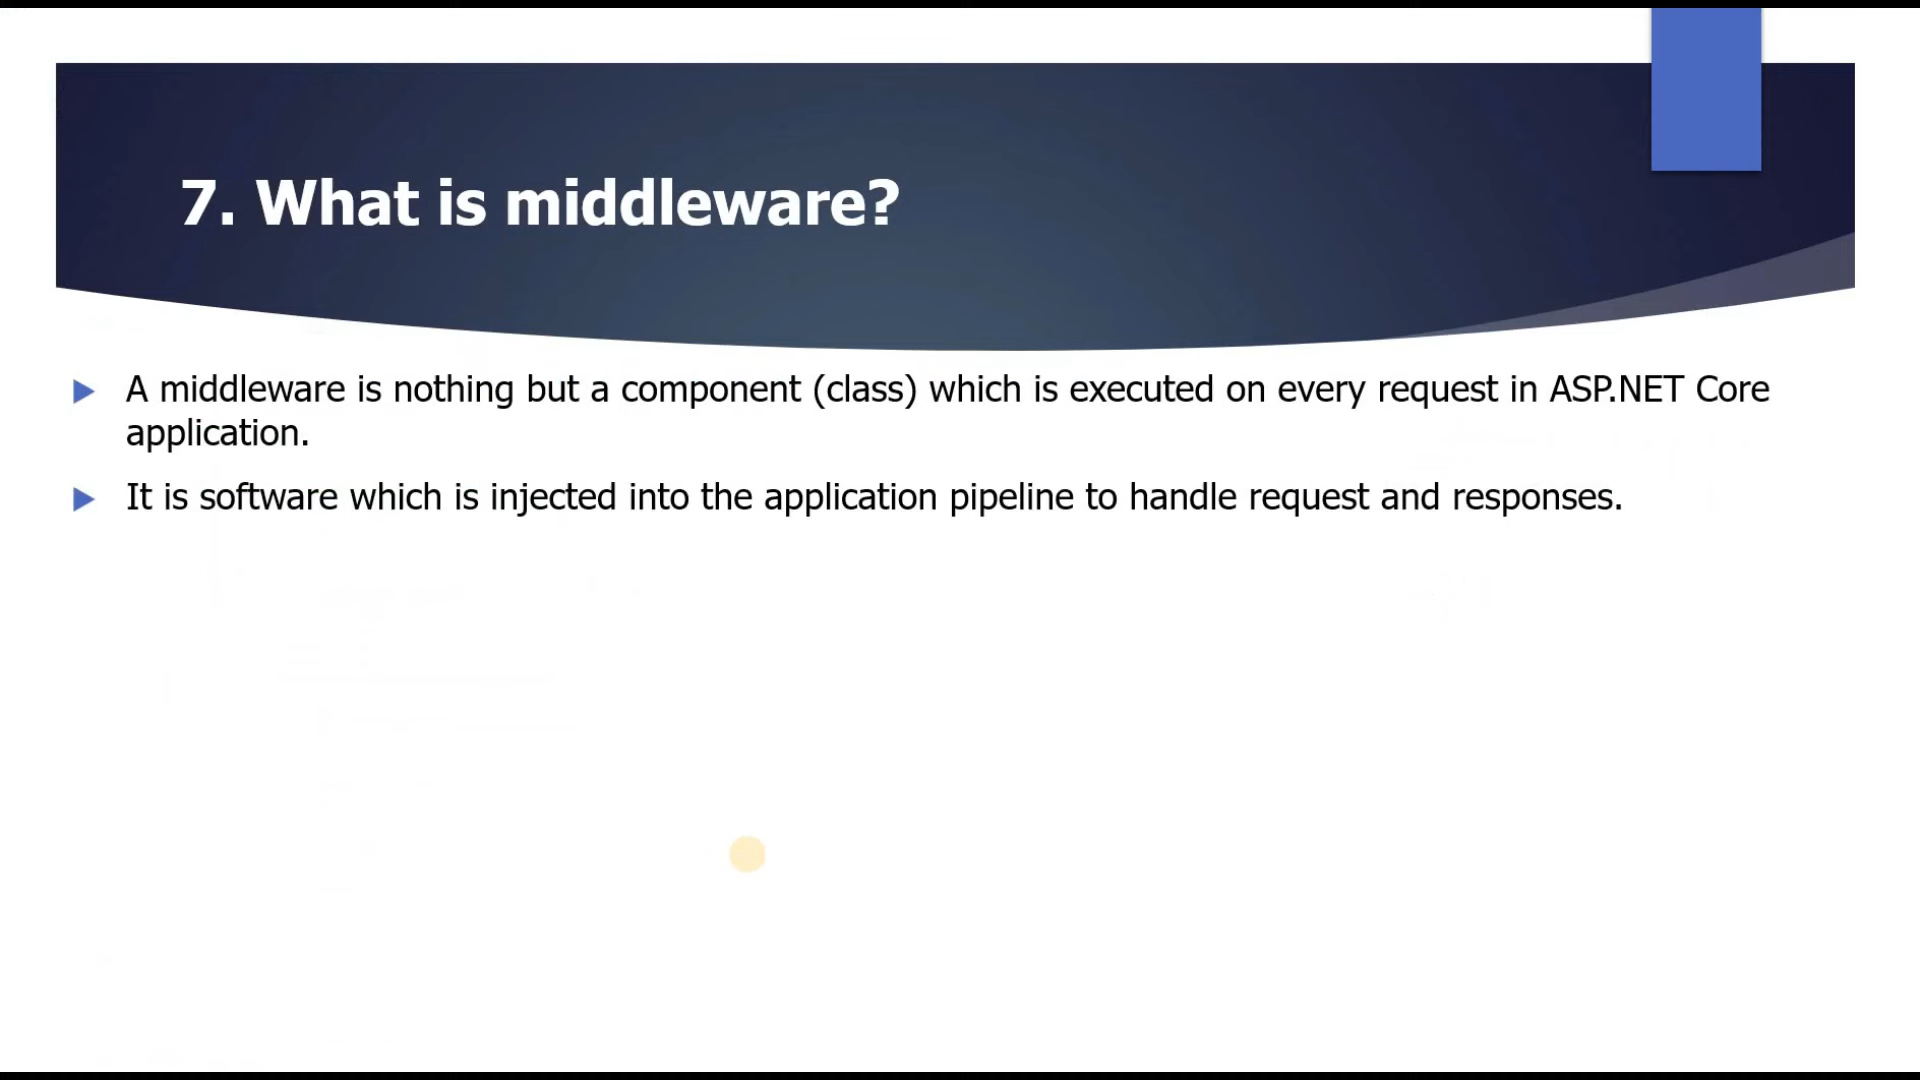 7. What is middleware?
A middleware is nothing but a component (class) which is executed on every request in ASP.NET Core
application.
It is software which is injected into the application pipeline to handle request and responses.